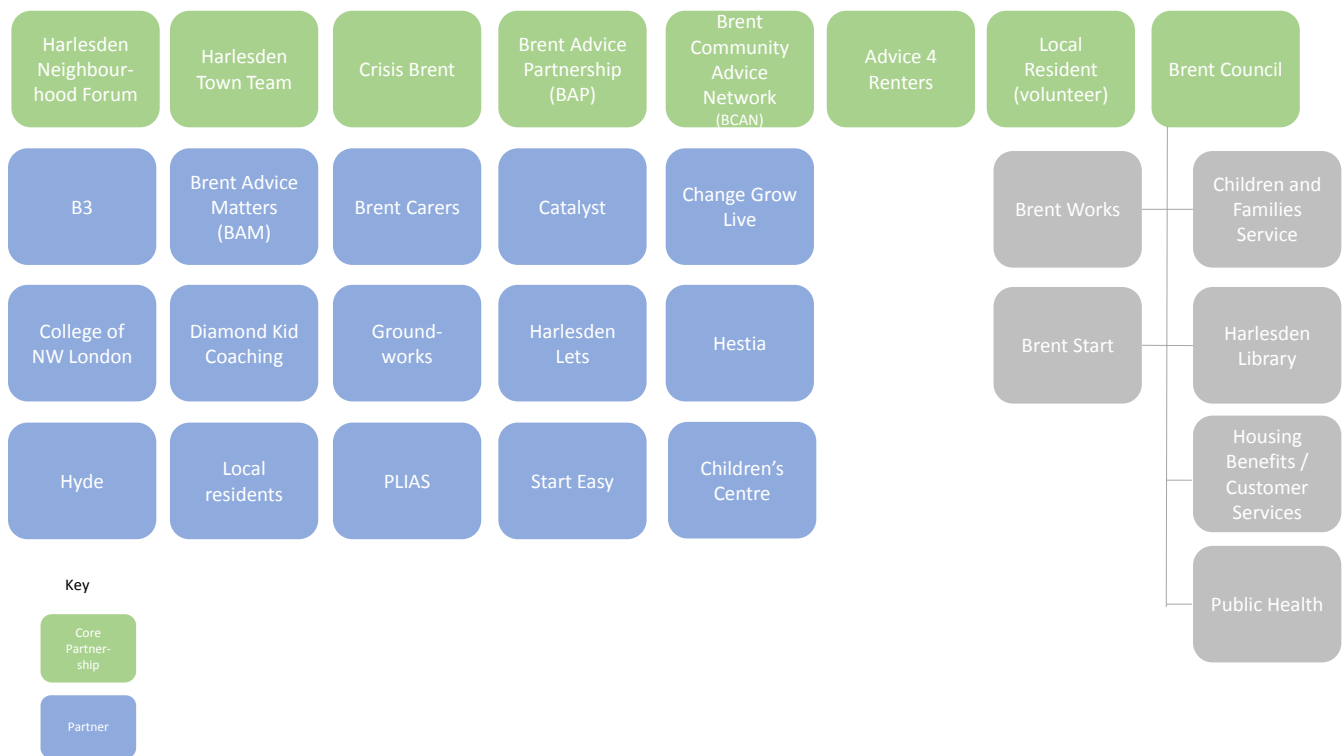 Harlesden
Neighbour-
hood Forum
Harlesden
Town Team
Crisis Brent
Brent Advice
Partnership
(BAP)
Brent
Community
Advice
Network
(BCAN)
Advice 4
Renters
Local
Resident
(volunteer)
Brent Council
B3
Brent Advice
Matters
(BAM)
Brent Carers
Catalyst
Change Grow
Live
Brent Works
Children and
Families
Service
College of
NW London
Diamond Kid
Coaching
Ground-
works
Harlesden
Lets
Hestia
Brent Start
Harlesden
Library
Hyde
Local
residents
PLIAS
Start Easy
Children’s
Centre
Housing
Benefits /
Customer
Services
Public Health
Key
Core
Partner-
ship
Partner